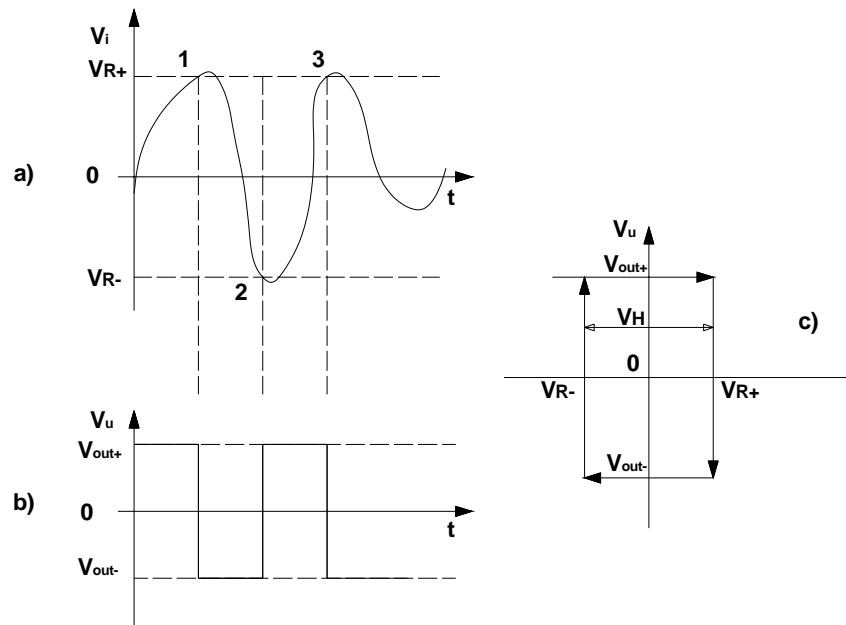 Vi
VR+
1
3
a)
0
t
VR-
2
Vu
Vout+
b)
0
t
Vout-
Vu
Vout+
VH
c)
0
VR-
VR+
Vout-